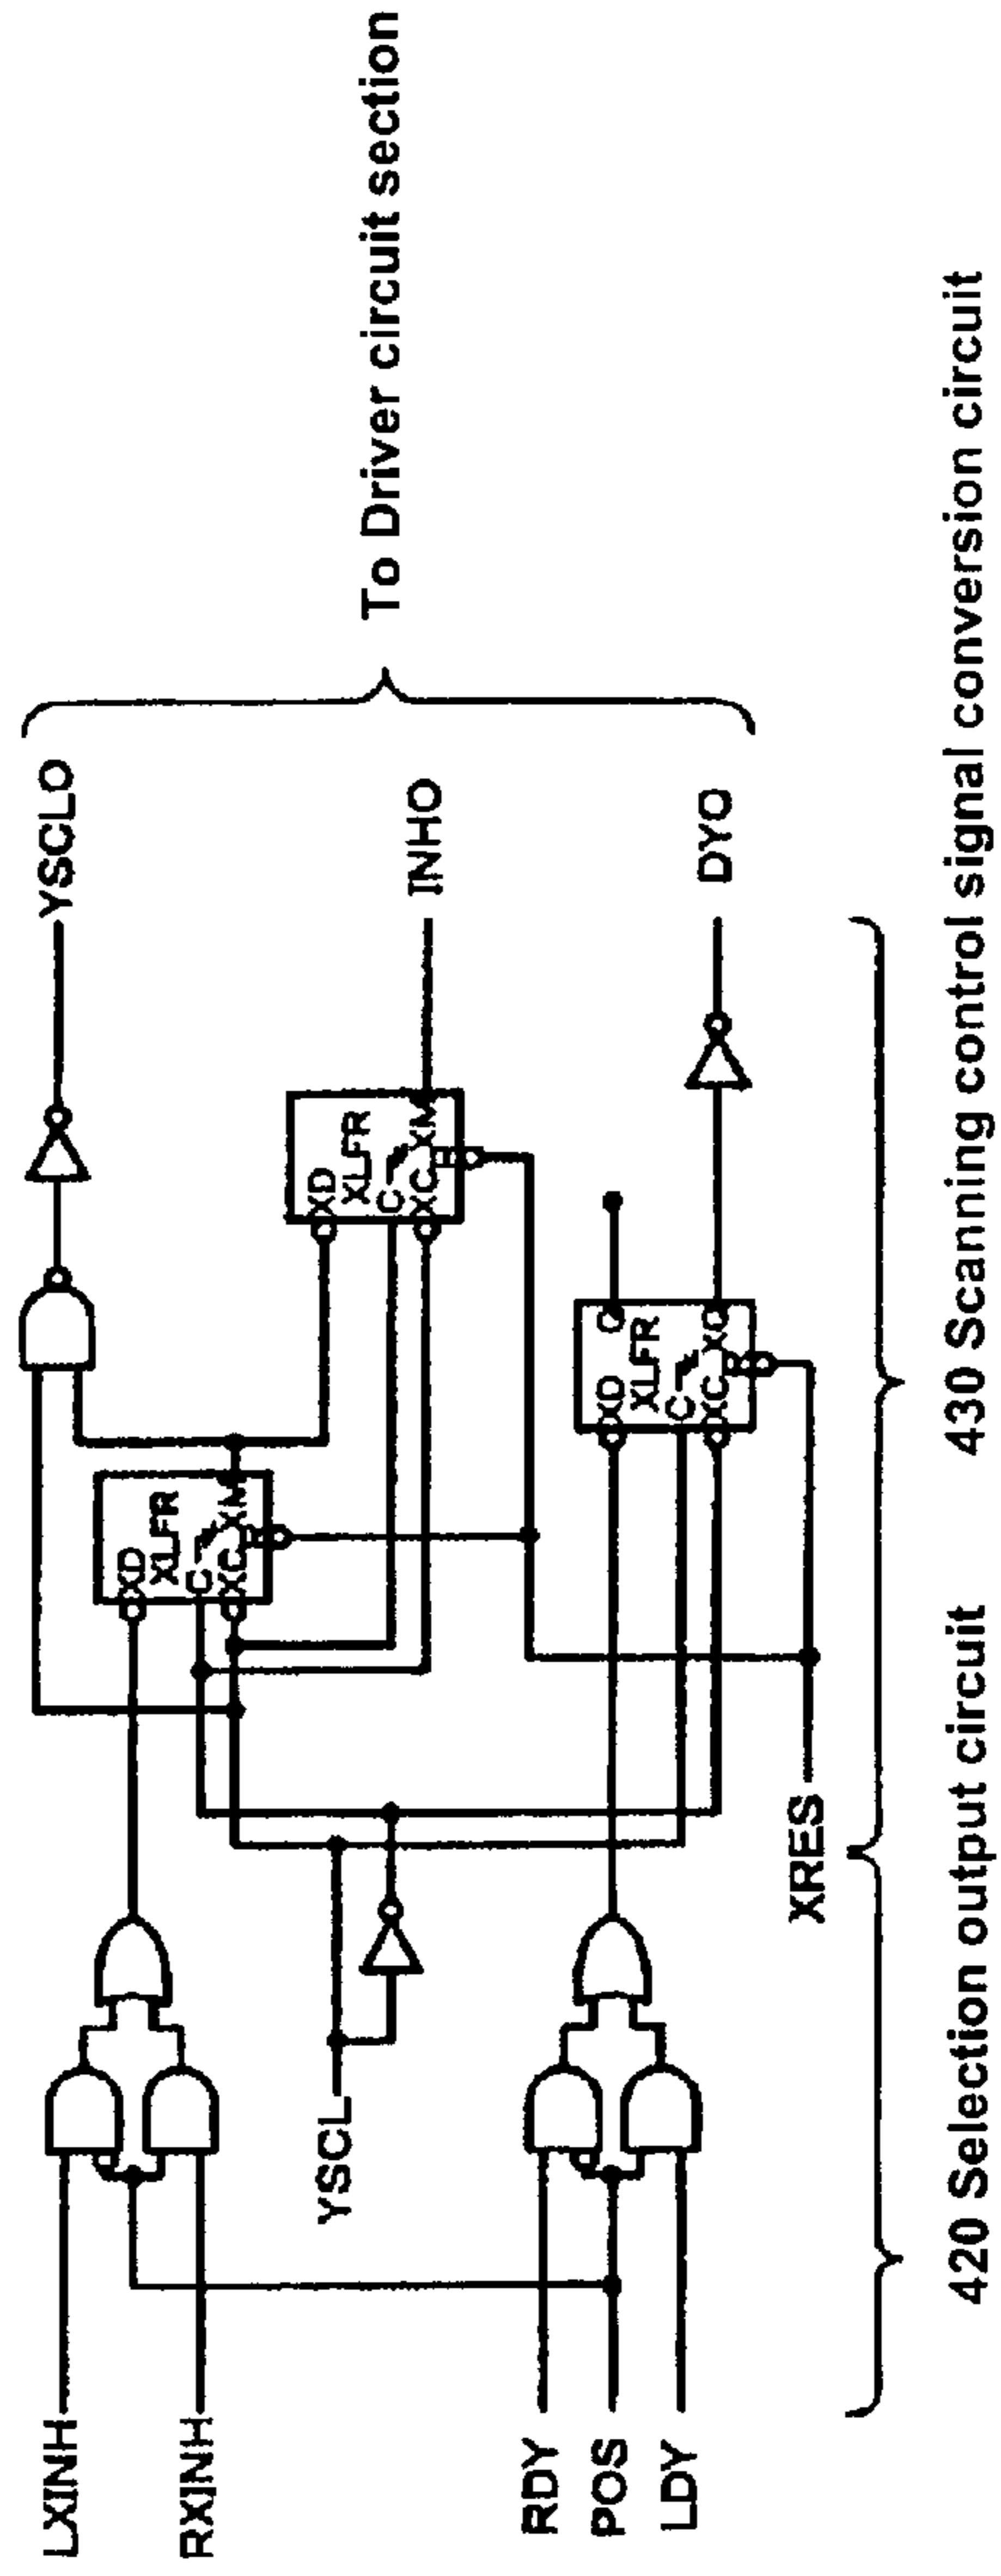 LXINH
RXINH
YSCL
RDY
POS
LDY
XRES
XD
XLFR
C
XC XM
R
XD
XLFR
C
XC XM
R
XD Q
XLFR
C
XC XQ
R
YSCLO
INHO
DYO
To Driver circuit section
420 Selection output circuit
430 Scanning control signal conversion circuit